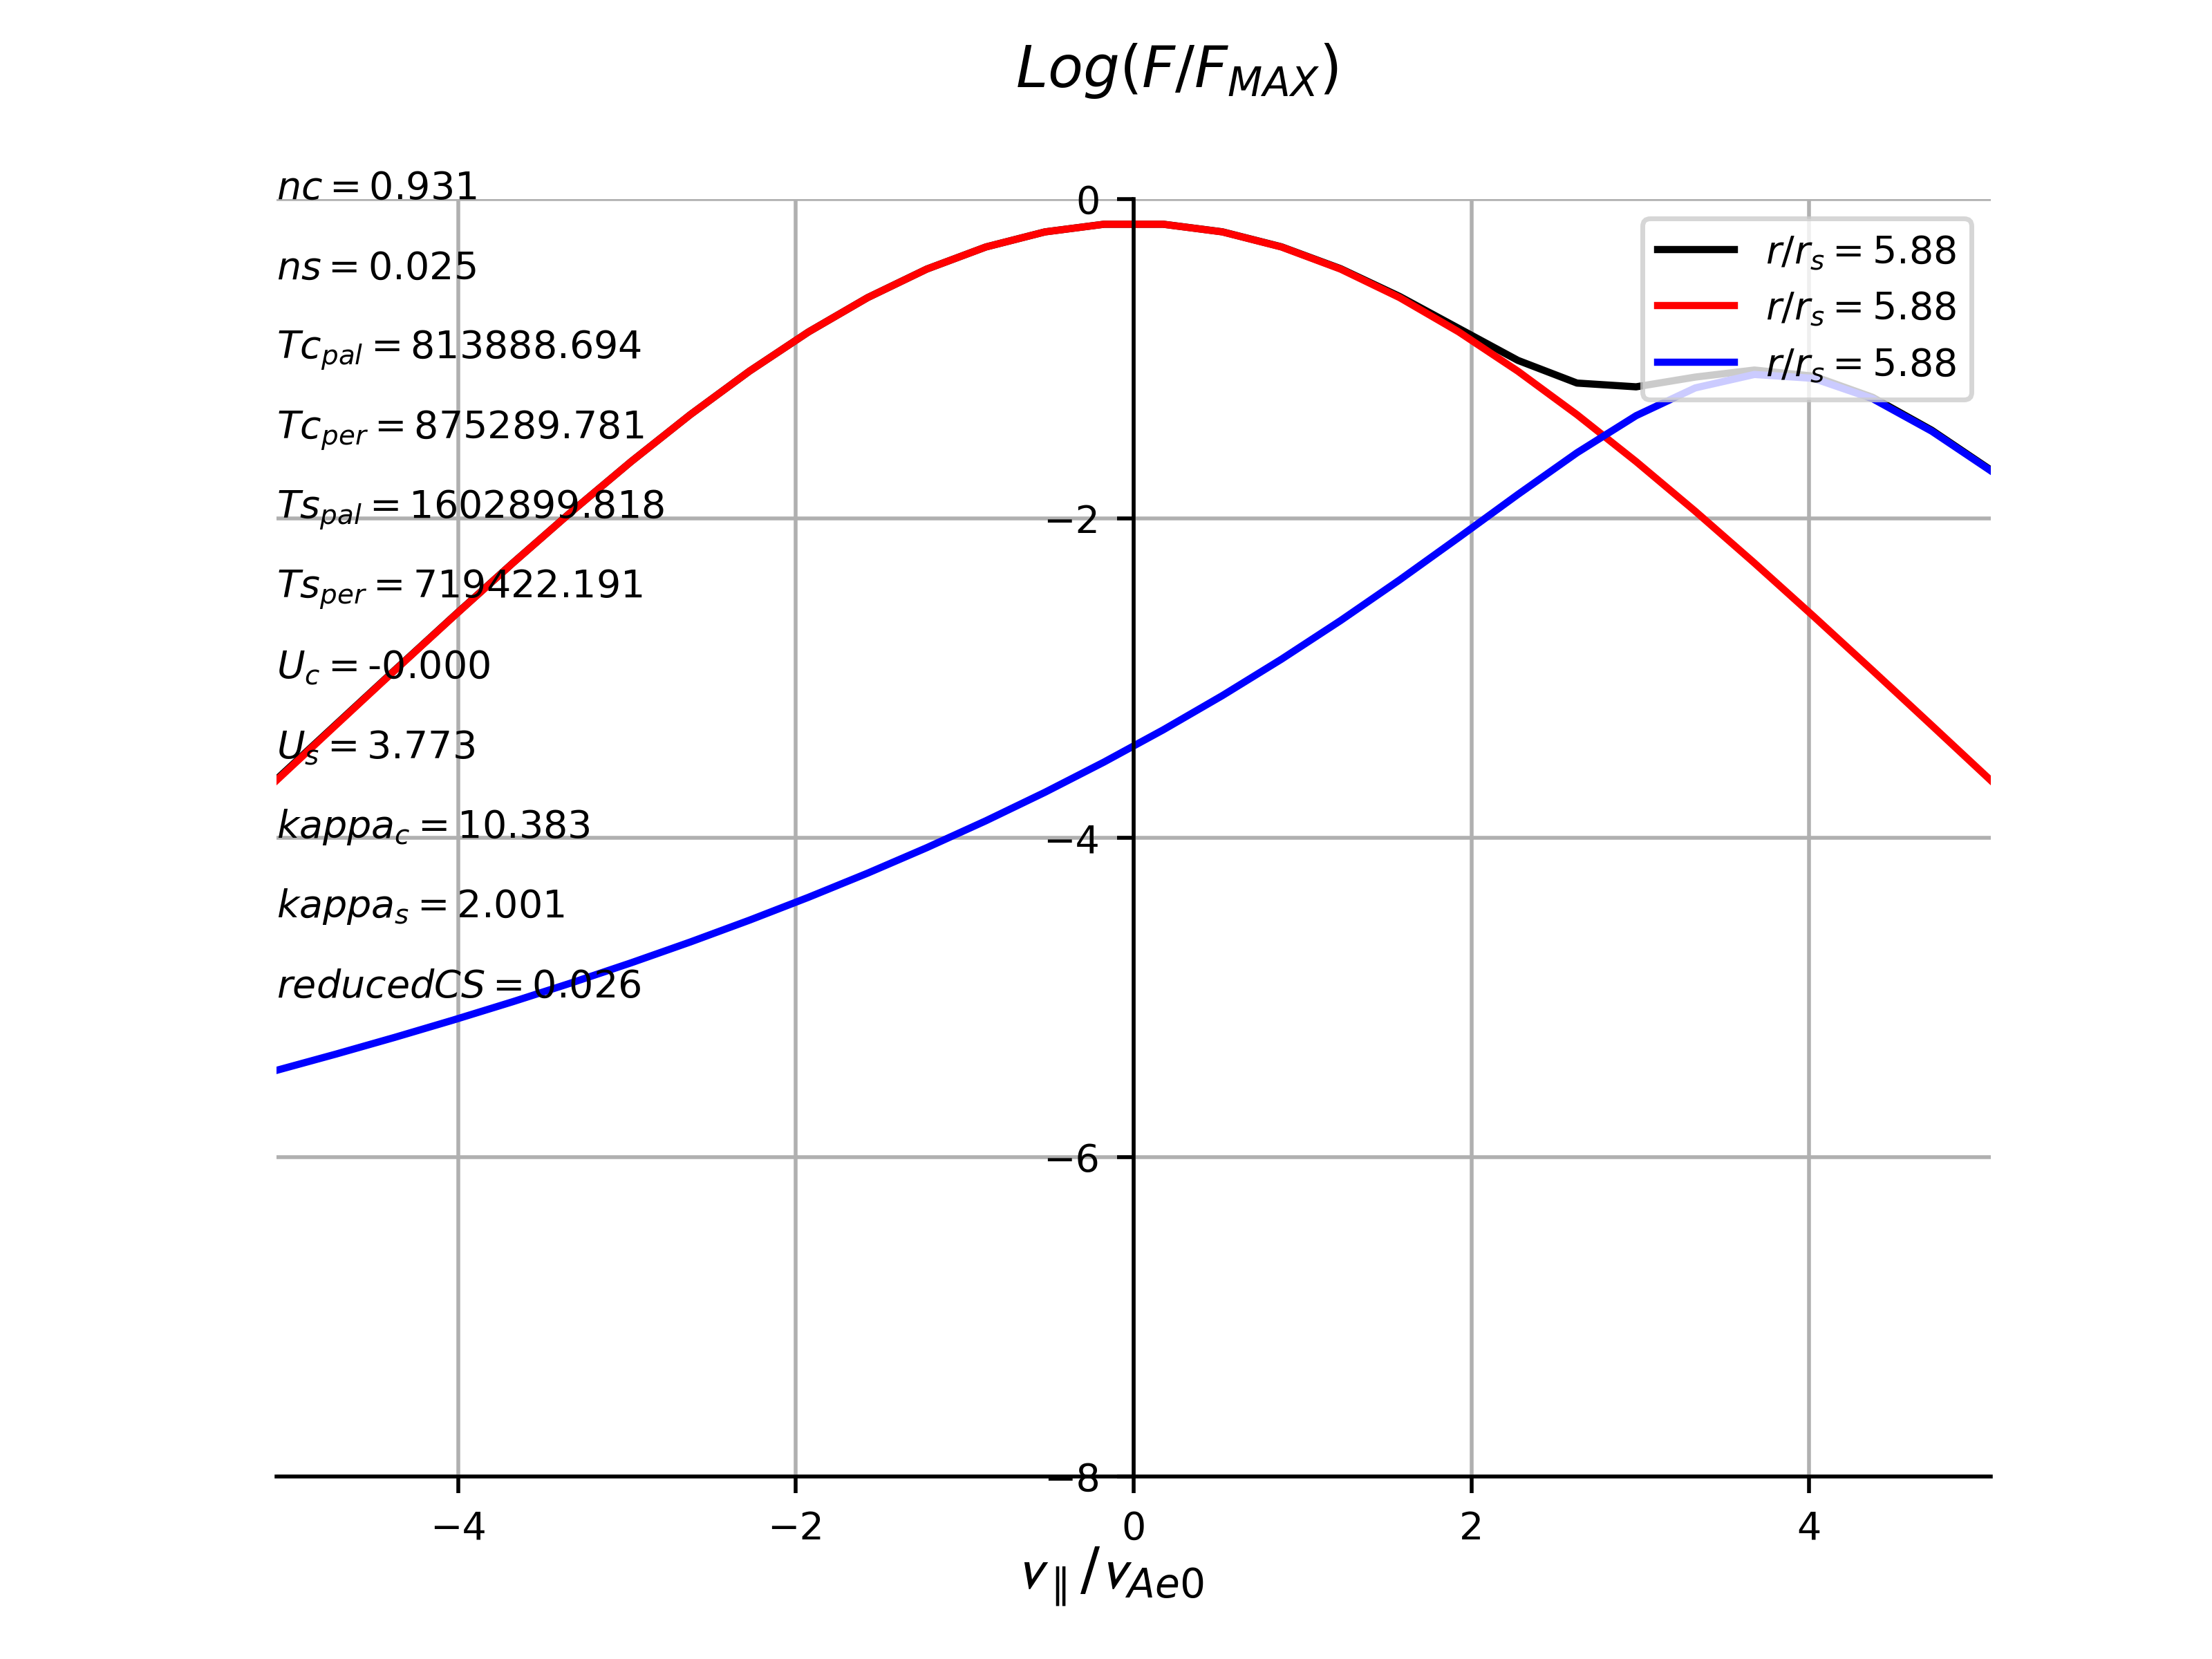 Log(F/F_MAX)
nc = 0.931
ns = 0.025
Tc_pal = 813888.694
Tc_per = 875289.781
Ts_pal = 1602899.818
Ts_per = 719422.191
U_c = -0.000
U_s = 3.773
kappa_c = 10.383
kappa_s = 2.001
reducedCS = 0.026
0
−2
−4
−6
−8
r/r_s = 5.88
r/r_s = 5.88
r/r_s = 5.88
−4 −2 0 2 4
v_∥/v_Ae0